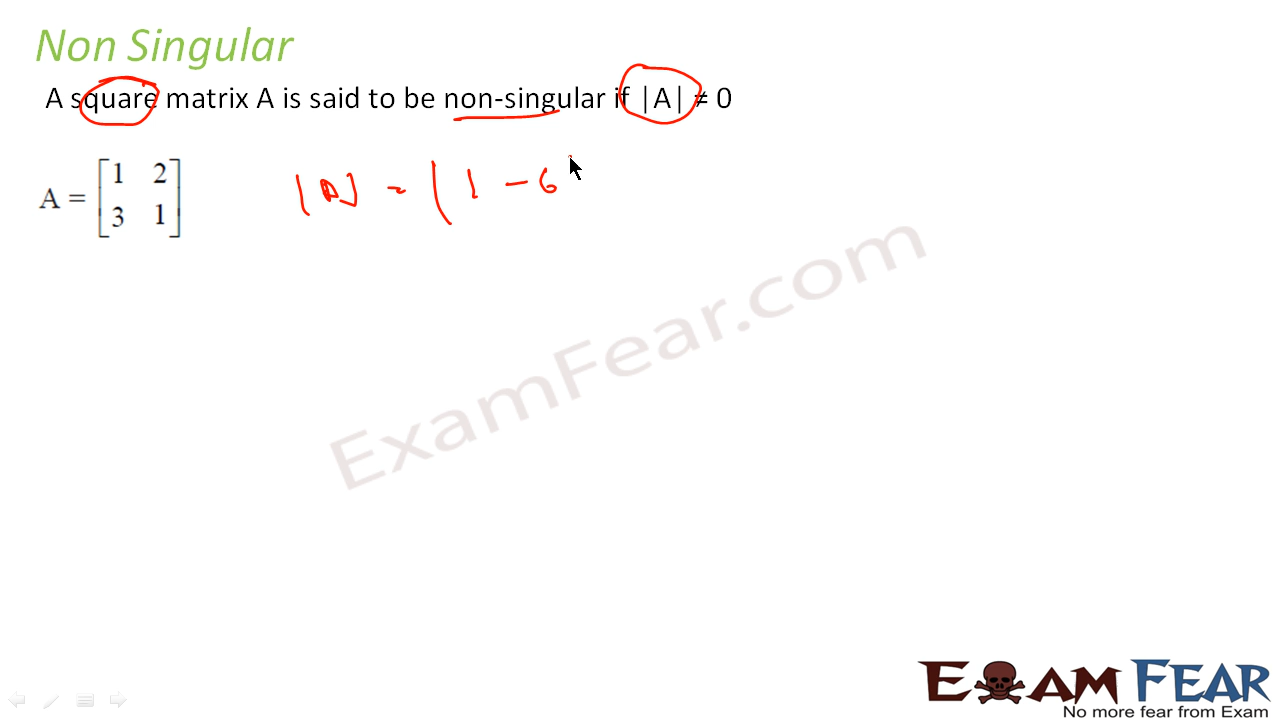 Non Singular
A square matrix A is said to be non-singular if |A| ≠ 0
A = [1 2
3 1]
|A| = (1 - 6
ExamFear.com
EXAM FEAR
No more fear from Exam